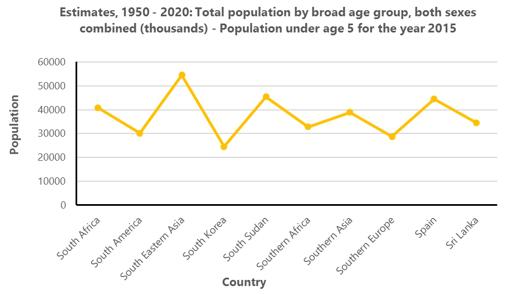 Estimates, 1950 - 2020: Total population by broad age group, both sexes
combined (thousands) - Population under age 5 for the year 2015
60000
50000
40000
30000
20000
10000
0
Population
South Africa
South America
South Eastern Asia
South Korea
South Sudan
Southern Africa
Southern Asia
Southern Europe
Spain
Sri Lanka
Country